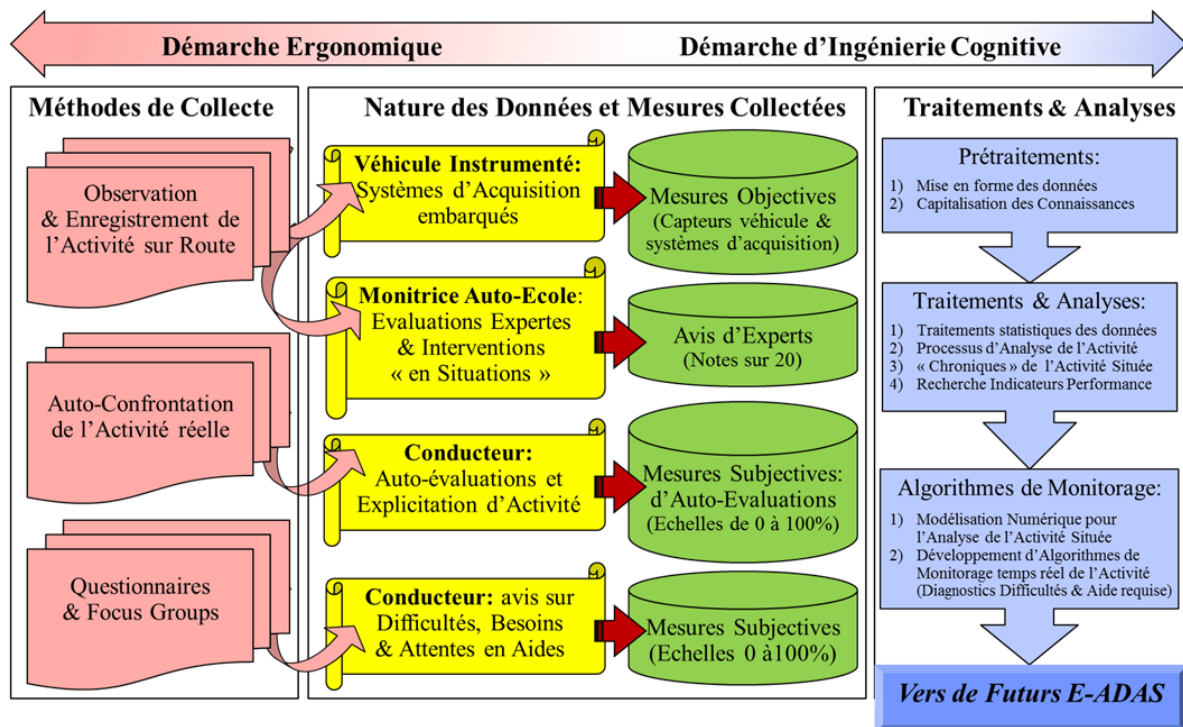 Démarche Ergonomique
Démarche d’Ingénierie Cognitive
Méthodes de Collecte
Observation
& Enregistrement de
l’Activité sur Route
Auto-Confrontation
de l’Activité réelle
Questionnaires
& Focus Groups
Nature des Données et Mesures Collectées
Véhicule Instrumenté:
Systèmes d’Acquisition
embarqués
Mesures Objectives
(Capteurs véhicule &
systèmes d’acquisition)
Monitrice Auto-Ecole:
Evaluations Expertes
& Interventions
« en Situations »
Avis d’Experts
(Notes sur 20)
Conducteur:
Auto-évaluations et
Explicitation d’Activité
Mesures Subjectives:
d’Auto-Evaluations
(Echelles de 0 à 100%)
Conducteur: avis sur
Difficultés, Besoins
& Attentes en Aides
Mesures Subjectives
(Echelles 0 à100%)
Traitements & Analyses
Prétraitements:
1) Mise en forme des données
2) Capitalisation des Connaissances
Traitements & Analyses:
1) Traitements statistiques des données
2) Processus d’Analyse de l’Activité
3) « Chroniques » de l’Activité Située
4) Recherche Indicateurs Performance
Algorithmes de Monitorage:
1) Modélisation Numérique pour
l’Analyse de l’Activité Située
2) Développement d’Algorithmes de
Monitorage temps réel de l’Activité
(Diagnostics Difficultés & Aide requise)
Vers de Futurs E-ADAS